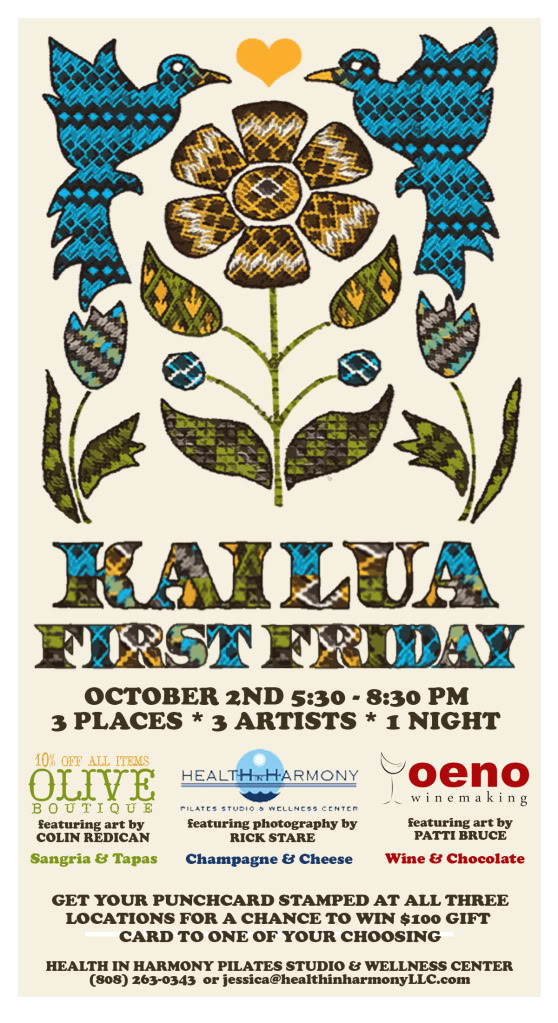 KAILUA
FIRST FRIDAY
OCTOBER 2ND 5:30 - 8:30 PM
3 PLACES * 3 ARTISTS * 1 NIGHT
10% OFF ALL ITEMS
OLIVE
BOUTIQUE
featuring art by
COLIN REDICAN
Sangria & Tapas
HEALTH IN HARMONY
PILATES STUDIO & WELLNESS CENTER
featuring photography by
RICK STARE
Champagne & Cheese
oeno
winemaking
featuring art by
PATTI BRUCE
Wine & Chocolate
GET YOUR PUNCHCARD STAMPED AT ALL THREE
LOCATIONS FOR A CHANCE TO WIN $100 GIFT
CARD TO ONE OF YOUR CHOOSING
HEALTH IN HARMONY PILATES STUDIO & WELLNESS CENTER
(808) 263-0343 or jessica@healthinharmonyLLC.com